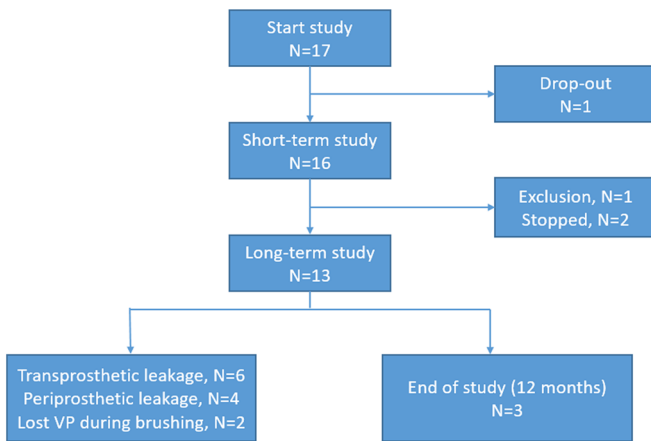 Start study
N=17
Drop-out
N=1
Short-term study
N=16
Exclusion, N=1
Stopped, N=2
Long-term study
N=13
Transprosthetic leakage, N=6
Periprosthetic leakage, N=4
Lost VP during brushing, N=2
End of study (12 months)
N=3